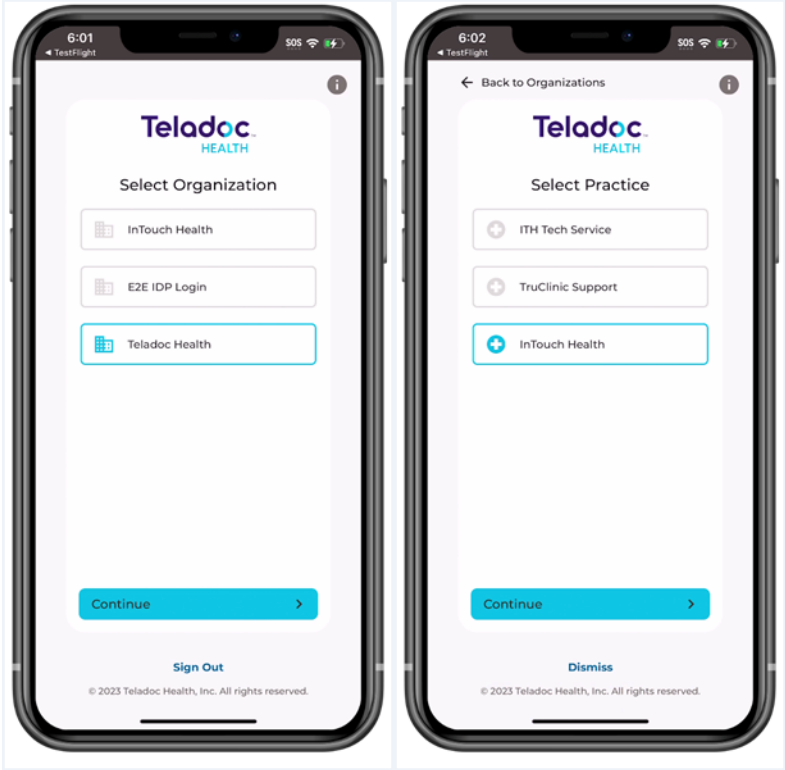 6:01
SOS
◀ TestFlight
Teladoc
HEALTH
Select Organization
InTouch Health
E2E IDP Login
Teladoc Health
Continue
Sign Out
© 2023 Teladoc Health, Inc. All rights reserved.
6:02
SOS
◀ TestFlight
← Back to Organizations
Teladoc
HEALTH
Select Practice
ITH Tech Service
TruClinic Support
InTouch Health
Continue
Dismiss
© 2023 Teladoc Health, Inc. All rights reserved.